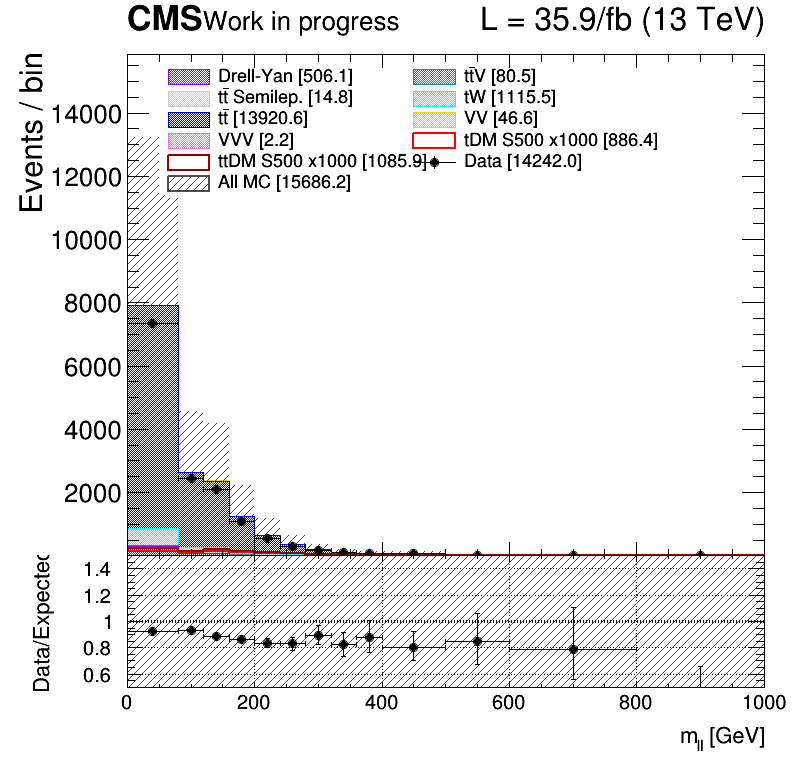 CMS Work in progress L = 35.9/fb (13 TeV)
Events / bin
Drell-Yan [506.1]
tt̄V [80.5]
tt̄ Semilep. [14.8]
tW [1115.5]
tt̄ [13920.6]
VV [46.6]
VVV [2.2]
tDM S500 x1000 [886.4]
ttDM S500 x1000 [1085.9]
Data [14242.0]
All MC [15686.2]
14000
12000
10000
8000
6000
4000
2000
Data/Expected
1.4
1.2
1
0.8
0.6
0 200 400 600 800 1000
m_ll [GeV]